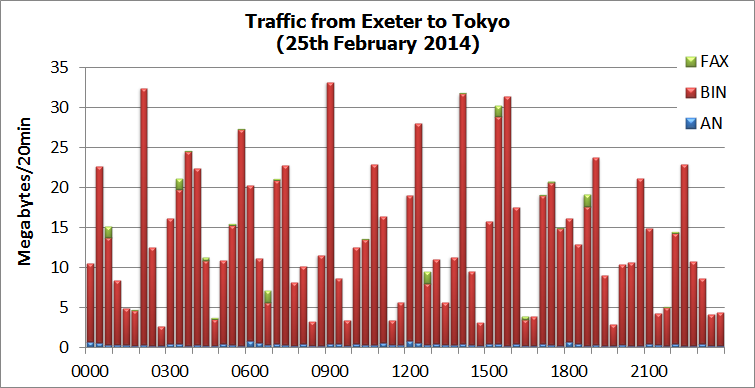 Traffic from Exeter to Tokyo
(25th February 2014)
FAX
BIN
AN
Megabytes/20min
35
30
25
20
15
10
5
0
0000 0300 0600 0900 1200 1500 1800 2100